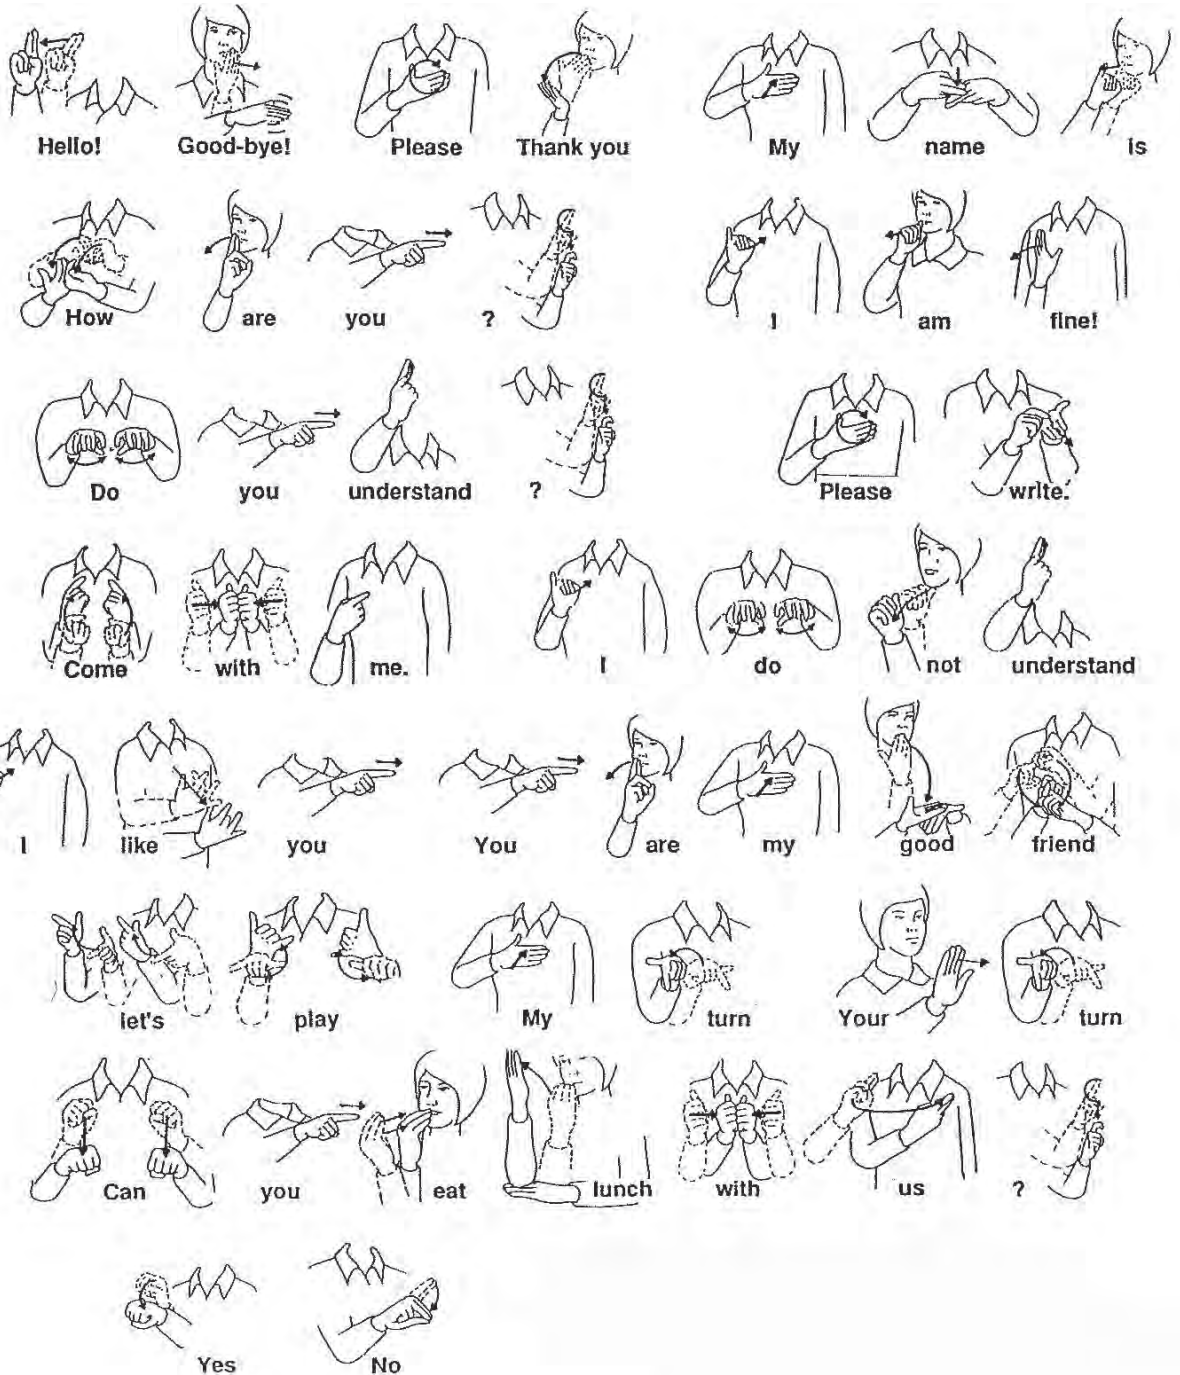 Hello! Good-bye! Please Thank you My name is
How are you ? I am fine!
Do you understand ? Please write.
Come with me. I do not understand
I like you You are my good friend
let's play My turn Your turn
Can you eat lunch with us ?
Yes No